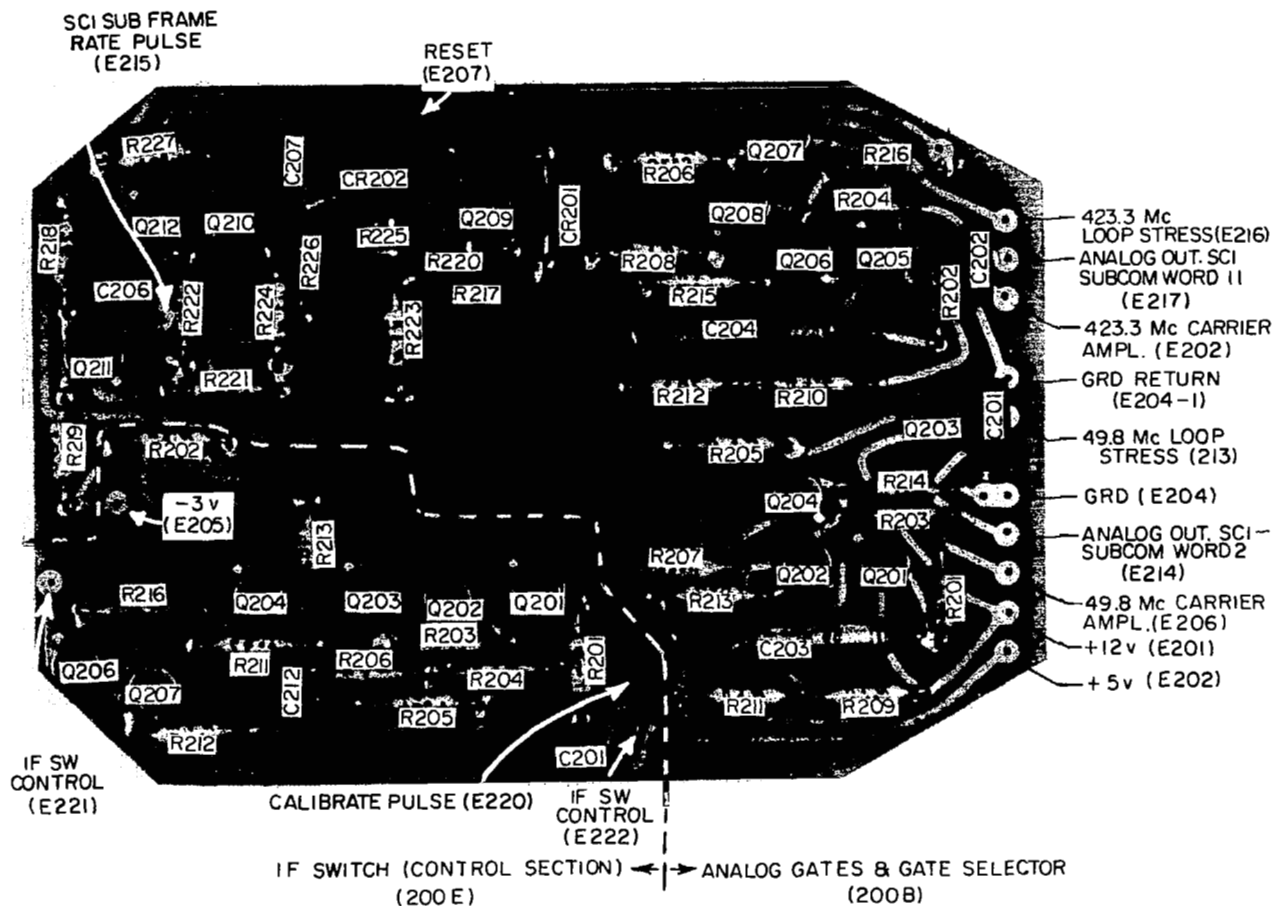 SCI SUB FRAME
RATE PULSE
(E215)
RESET
(E207)
R227
C207
CR202
Q207
R216
R206
R218
Q212
Q210
Q209
CR201
Q208
R204
R225
R226
R220
R208
Q206
Q205
C202
C206
R222
R224
R217
R215
R202
R223
C204
Q211
R221
R212
R210
R219
R202
R205
Q203
C201
-3 v
(E205)
R213
Q204
R214
R203
R207
Q202
Q201
R216
Q204
Q203
Q202
Q201
R213
R201
R203
C203
Q206
R211
R206
R204
R201
Q207
C212
R205
R211
R209
R212
C201
423.3 Mc
LOOP STRESS(E216)
ANALOG OUT. SCI
SUBCOM WORD 11
(E217)
423.3 Mc CARRIER
AMPL. (E202)
GRD RETURN
(E204-1)
49.8 Mc LOOP
STRESS (213)
GRD (E204)
ANALOG OUT. SCI-
SUBCOM WORD 2
(E214)
49.8 Mc CARRIER
AMPL.(E206)
+12v (E201)
+5v (E202)
IF SW
CONTROL
(E221)
CALIBRATE PULSE (E220)
IF SW
CONTROL
(E222)
IF SWITCH (CONTROL SECTION)
(200E)
ANALOG GATES & GATE SELECTOR
(200B)